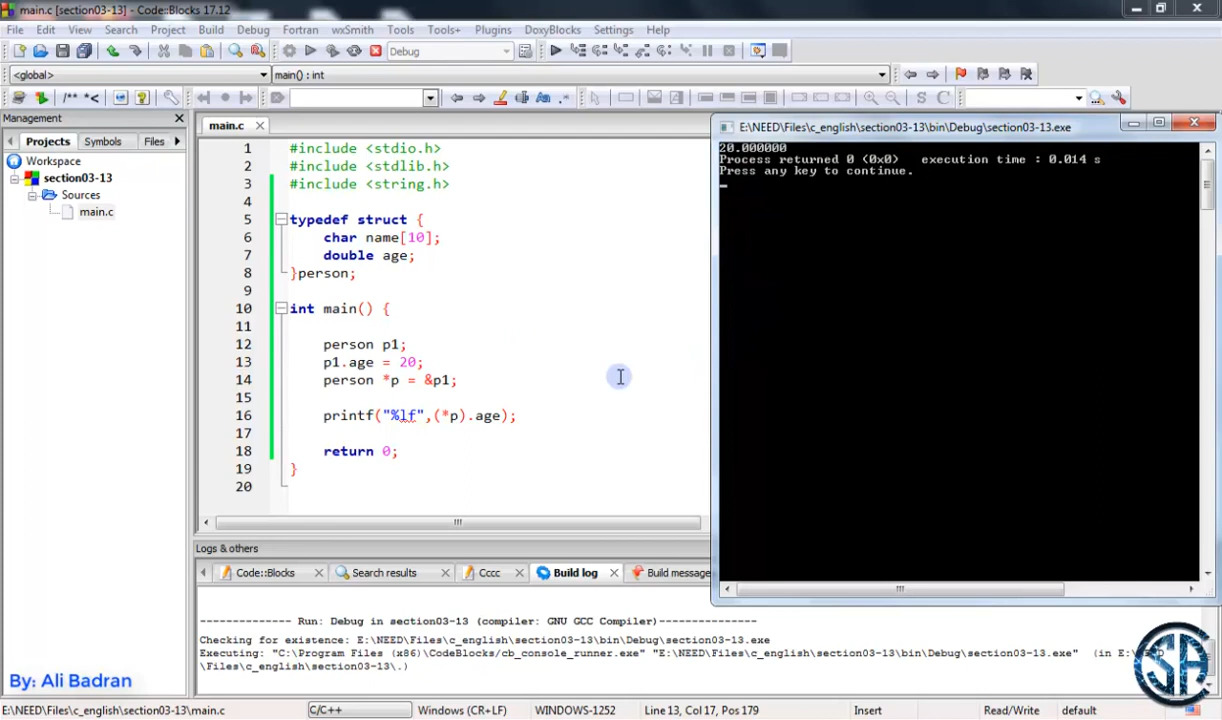 main.c [section03-13] - Code::Blocks 17.12
File Edit View Search Project Build Debug Fortran wxSmith Tools Tools+ Plugins DoxyBlocks Settings Help
Debug
<global> main() : int
/** *< S C
Management
Projects Symbols Files
Workspace
section03-13
Sources
main.c
main.c
1 #include <stdio.h>
2 #include <stdlib.h>
3 #include <string.h>
4
5 typedef struct {
6 char name[10];
7 double age;
8 }person;
9
10 int main() {
11
12 person p1;
13 p1.age = 20;
14 person *p = &p1;
15
16 printf("%lf",(*p).age);
17
18 return 0;
19 }
20
E:\NEED\Files\c_english\section03-13\bin\Debug\section03-13.exe
20.000000
Process returned 0 (0x0) execution time : 0.014 s
Press any key to continue.
Logs & others
Code::Blocks Search results Cccc Build log Build messages
-------------- Run: Debug in section03-13 (compiler: GNU GCC Compiler)---------------
Checking for existence: E:\NEED\Files\c_english\section03-13\bin\Debug\section03-13.exe
Executing: "C:\Program Files (x86)\CodeBlocks/cb_console_runner.exe" "E:\NEED\Files\c_english\section03-13\bin\Debug\section03-13.exe" (in E:\NEED
\Files\c_english\section03-13\.)
By: Ali Badran
SA
E:\NEED\Files\c_english\section03-13\main.c C/C++ Windows (CR+LF) WINDOWS-1252 Line 13, Col 17, Pos 179 Insert Read/Write default